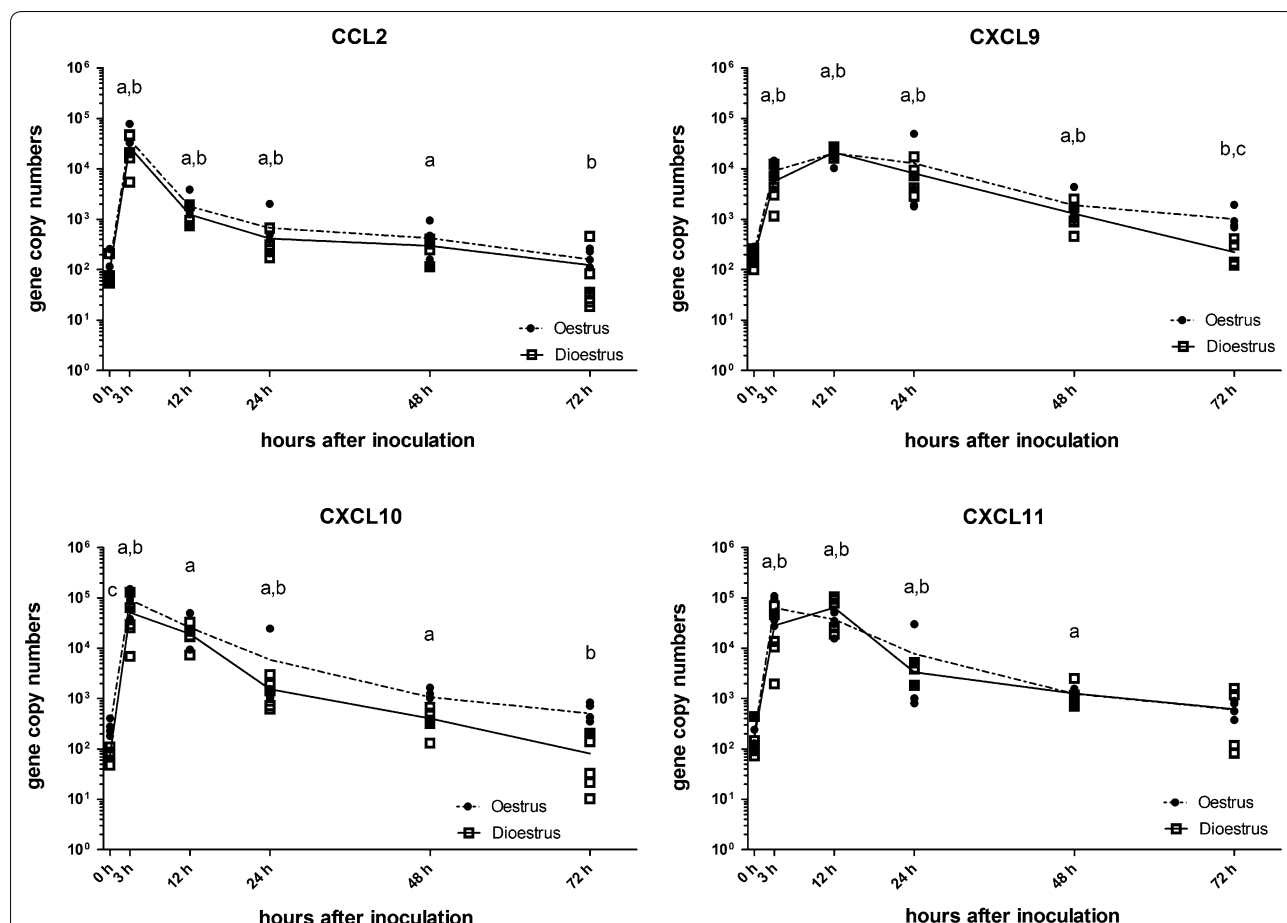 CCL2
10⁶
10⁵
10⁴
10³
10²
10¹
10⁰
gene copy numbers
a,b
a,b
a,b
a
b
Oestrus
Dioestrus
0 h
3 h
12 h
24 h
48 h
72 h
hours after inoculation
CXCL9
10⁶
10⁵
10⁴
10³
10²
10¹
10⁰
gene copy numbers
a,b
a,b
a,b
a,b
b,c
Oestrus
Dioestrus
0 h
3 h
12 h
24 h
48 h
72 h
hours after inoculation
CXCL10
10⁶
10⁵
10⁴
10³
10²
10¹
10⁰
gene copy numbers
c
a,b
a
a,b
a
b
Oestrus
Dioestrus
0 h
3 h
12 h
24 h
48 h
72 h
hours after inoculation
CXCL11
10⁶
10⁵
10⁴
10³
10²
10¹
10⁰
gene copy numbers
a,b
a,b
a,b
a
Oestrus
Dioestrus
0 h
3 h
12 h
24 h
48 h
72 h
hours after inoculation